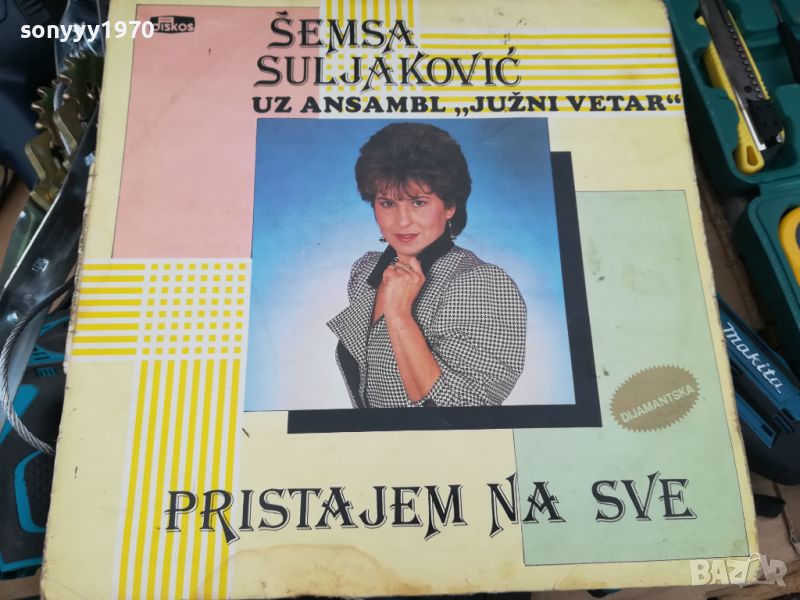 sonyyy1970
diskos
ŠEMSA
SULJAKOVIĆ
UZ ANSAMBL „JUŽNI VETAR“
DIJAMANTSKA
PRISTAJEM NA SVE
makita
BAZAR